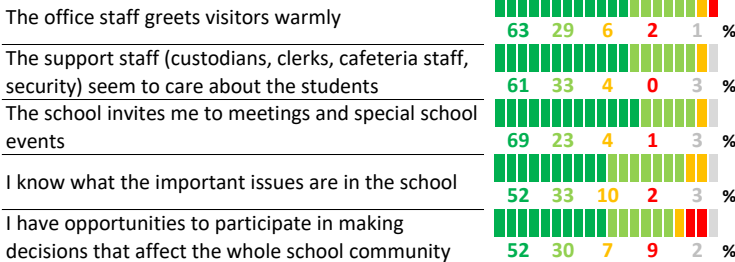 The office staff greets visitors warmly
63 29 6 2 1 %
The support staff (custodians, clerks, cafeteria staff,
security) seem to care about the students
61 33 4 0 3 %
The school invites me to meetings and special school
events
69 23 4 1 3 %
I know what the important issues are in the school
52 33 10 2 3 %
I have opportunities to participate in making
decisions that affect the whole school community
52 30 7 9 2 %